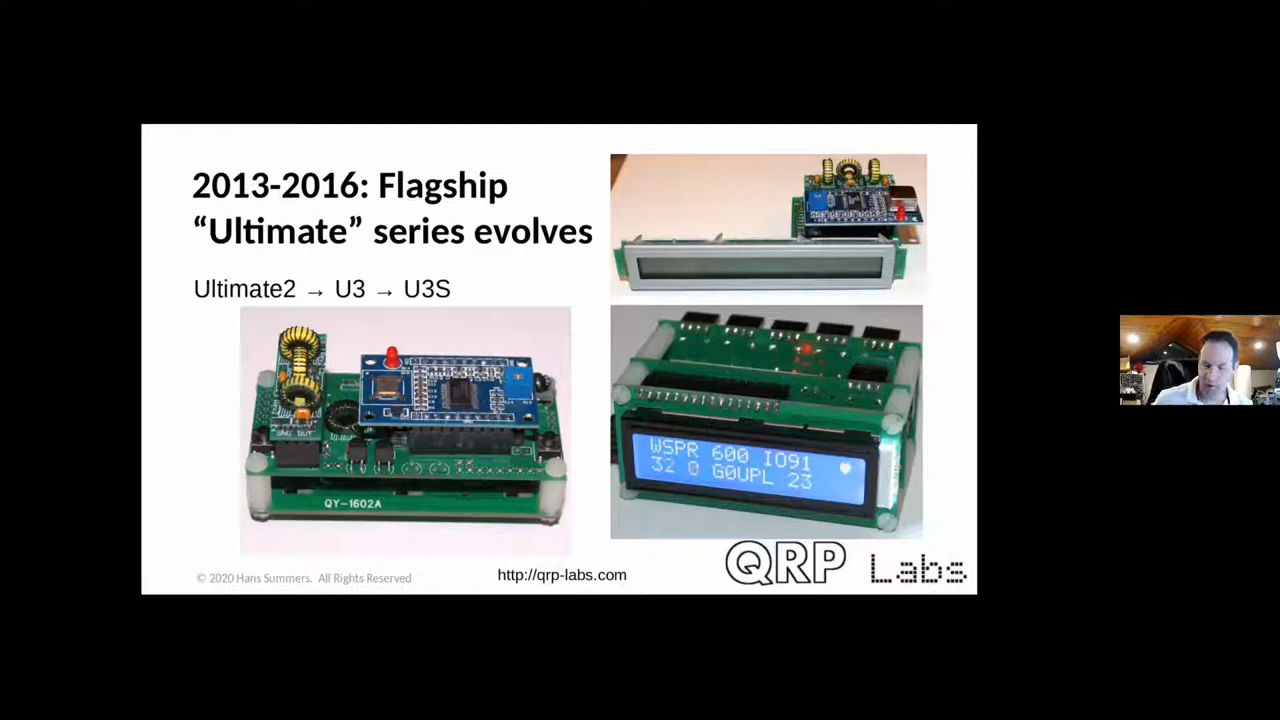 2013-2016: Flagship
“Ultimate” series evolves
Ultimate2 → U3 → U3S
QY-1602A
WSPR 600 IO91
32 0 G0UPL 23
© 2020 Hans Summers. All Rights Reserved
http://qrp-labs.com
QRP Labs